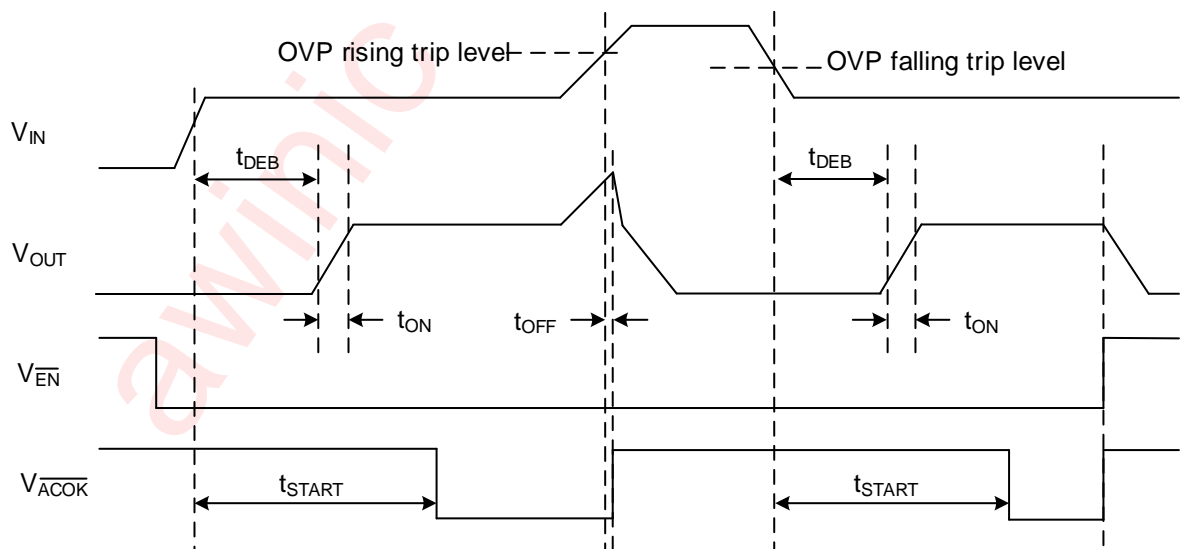 OVP rising trip level
OVP falling trip level
VIN
tDEB
tDEB
VOUT
tON
tOFF
tON
VEN
VACOK
tSTART
tSTART
awinic